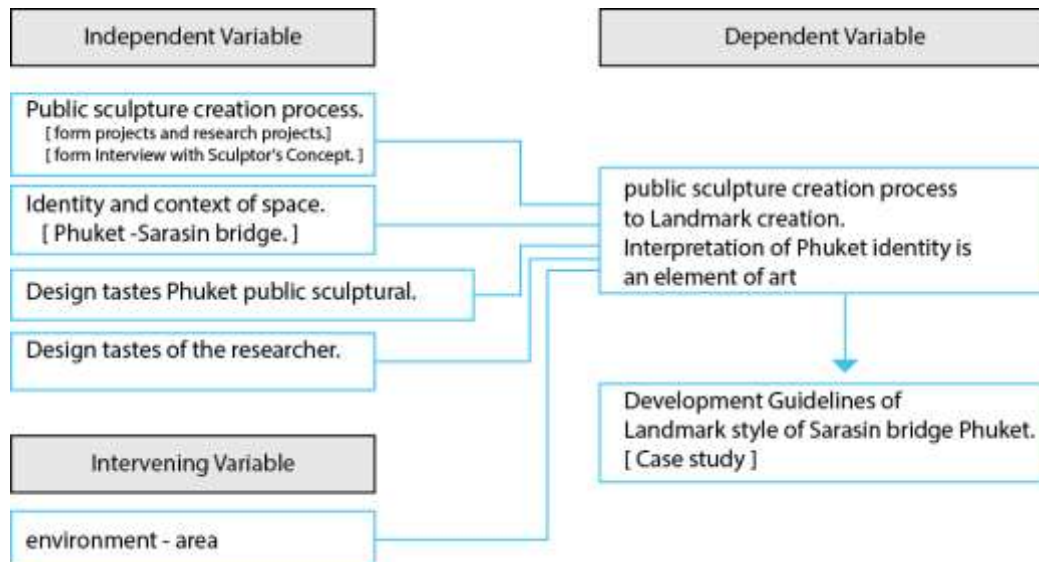 Independent Variable
Public sculpture creation process.
[ form projects and research projects.]
[ form Interview with Sculptor's Concept. ]
Identity and context of space.
[ Phuket -Sarasin bridge. ]
Design tastes Phuket public sculptural.
Design tastes of the researcher.
Intervening Variable
environment - area
Dependent Variable
public sculpture creation process
to Landmark creation.
Interpretation of Phuket identity is
an element of art
Development Guidelines of
Landmark style of Sarasin bridge Phuket.
[ Case study ]